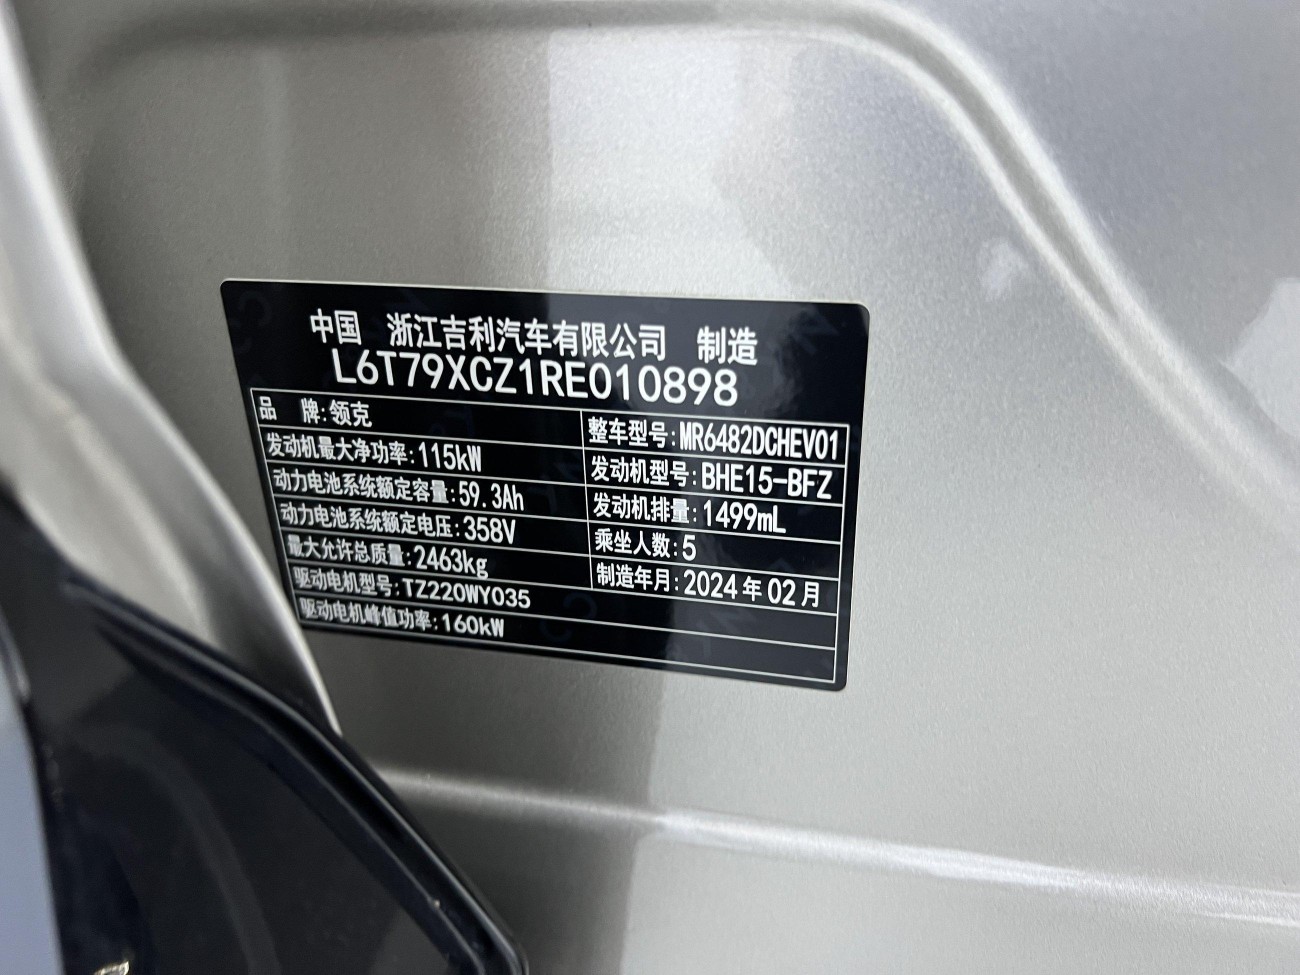 中国 浙江吉利汽车有限公司 制造
L6T79XCZ1RE010898
品 牌:领克 整车型号:MR6482DCHEV01
发动机最大净功率:115kW 发动机型号:BHE15-BFZ
动力电池系统额定容量:59.3Ah 发动机排量:1499mL
动力电池系统额定电压:358V 乘坐人数:5
最大允许总质量:2463kg 制造年月:2024年02月
驱动电机型号:TZ220WY035
驱动电机峰值功率:160kW